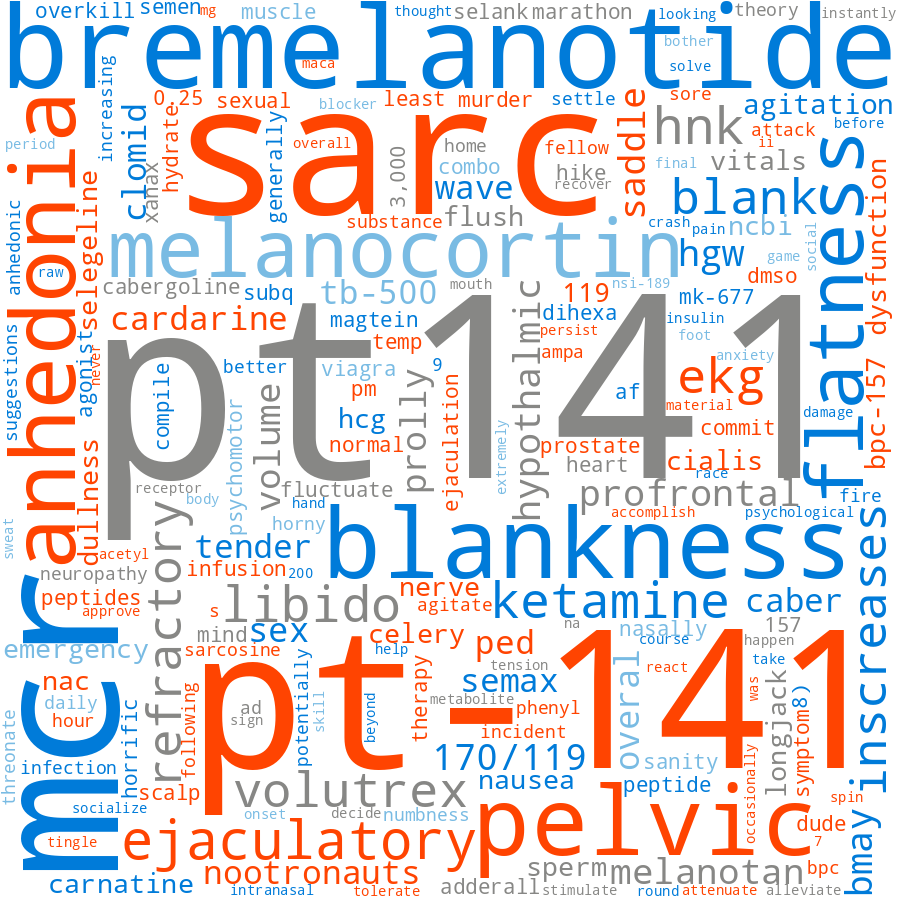 overkill semen mg muscle thought selank marathon looking theory instantly
bremelanotide
bother
maca solve
increasing
0.25 sexual blocker least murder settle sore agitation
anhedonia
clomid
hydrate
sarc
generally overall
3,000
home fellow
saddle
hnk attack before
ii
period
xanax
combo hike final vitals
flatness
recover
wave
blank
dysfunction
anhedonic
selegeline
substance flush crash pain ncbi
social
melanocortin hgw game
raw
cabergoline subq tb-500 mouth 119 nsi-189 dmso
hypothalmic
mk-677
cardarine magtein dihexa insulin
suggestions
agonist
never
pt141
temp persist foot
ampa anxiety
compile
better viagra 9 ekg
pm af material
bpc-157
psychomotor
volume
hcg
prolly
ejaculation
extremely
commit damage
normal prostate
heart cialis
race
dullness
receptor fluctuate profrontal fire
body hand
refractory
accomplish psychological
sweat
horny blankness
inscreases
tender
acetyl
neuropathy infusion 200 nerve ketamine caber
peptides
approve s libido agitate na nasally 157
mcr
mind sex celery course happen
emergency sarcosine help ped tension react take
pt-141
nac
daily
hour
following
ad
sign
potentially
skill
beyond
therapy
semax metabolite phenyl
overal
was
longjack
symptom
8)
incident
threonate
horrific
infection 170/119 sanity
scalp volutrex nausea peptide
socialize onset decide numbness
pelvic
occasionally
spin
dude
bmay
tingle ejaculatory 7
nootronauts sperm melanotan bpc
carnatine intranasal tolerate adderall stimulate round attenuate alleviate